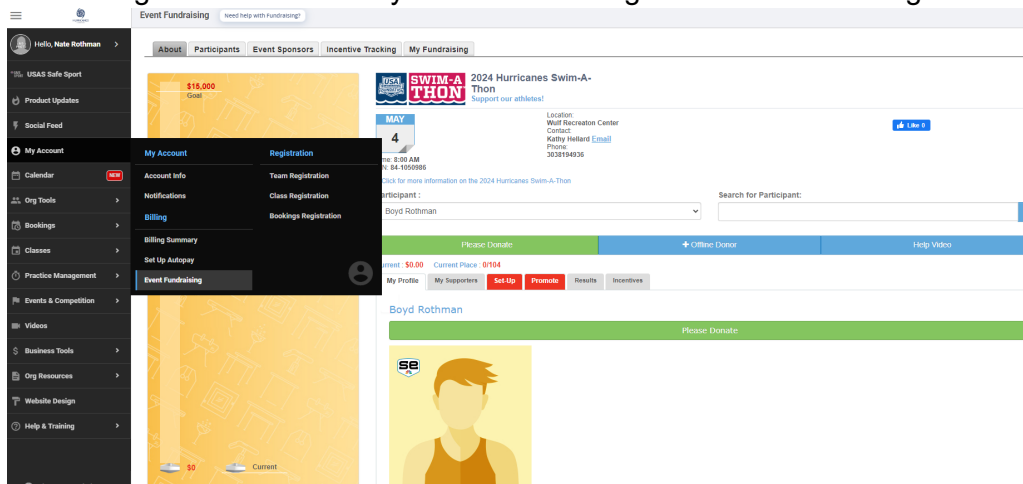 Event Fundraising
Need help with Fundraising?
Hello, Nate Rothman
USAS Safe Sport
Product Updates
Social Feed
My Account
Calendar
NEW
Org Tools
Bookings
Classes
Practice Management
Events & Competition
Videos
Business Tools
Org Resources
Website Design
Help & Training
My Account
Account Info
Notifications
Billing
Billing Summary
Set Up Autopay
Event Fundraising
Registration
Team Registration
Class Registration
Bookings Registration
About Participants Event Sponsors Incentive Tracking My Fundraising
$15,000
Goal
$0
Current
USA
SWIM-A
THON
2024 Hurricanes Swim-A-
Thon
Support our athletes!
MAY
4
me: 8:00 AM
N: 84-1050986
Location:
Wulf Recreaton
Center
Contact:
Kathy Hellard Email
Phone:
3038194936
Like 0
Click for more information on the 2024 Hurricanes Swim-A-Thon
articipant :
Boyd Rothman
Search for Participant:
Please Donate
+ Offline Donor
Help Video
urrent : $0.00 Current Place : 0/104
My Profile My Supporters Set-Up Promote Results Incentives
Boyd Rothman
Please Donate
se